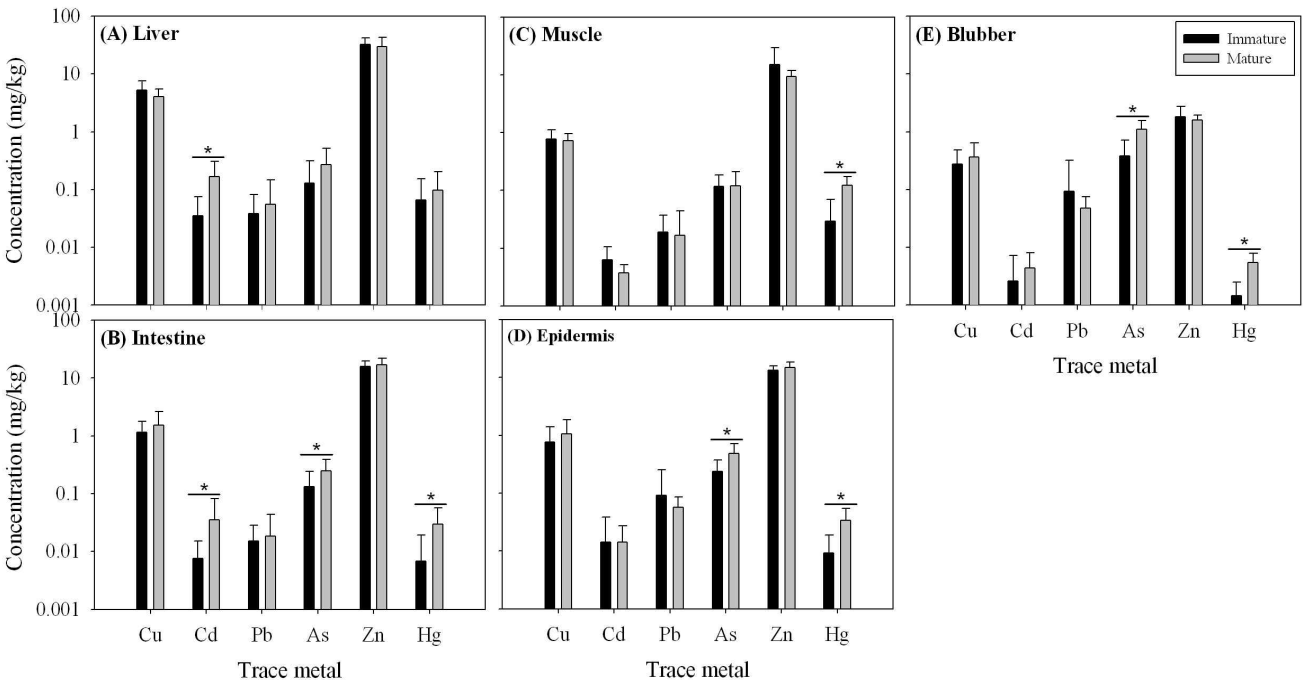 (A) Liver
Concentration (mg/kg)
100
10
1
0.1
0.01
0.001
*
(C) Muscle
*
(E) Blubber
Immature
Mature
*
*
Cu Cd Pb As Zn Hg
Trace metal
(B) Intestine
Concentration (mg/kg)
100
10
1
0.1
0.01
0.001
*
*
*
Cu Cd Pb As Zn Hg
Trace metal
(D) Epidermis
*
*
Cu Cd Pb As Zn Hg
Trace metal